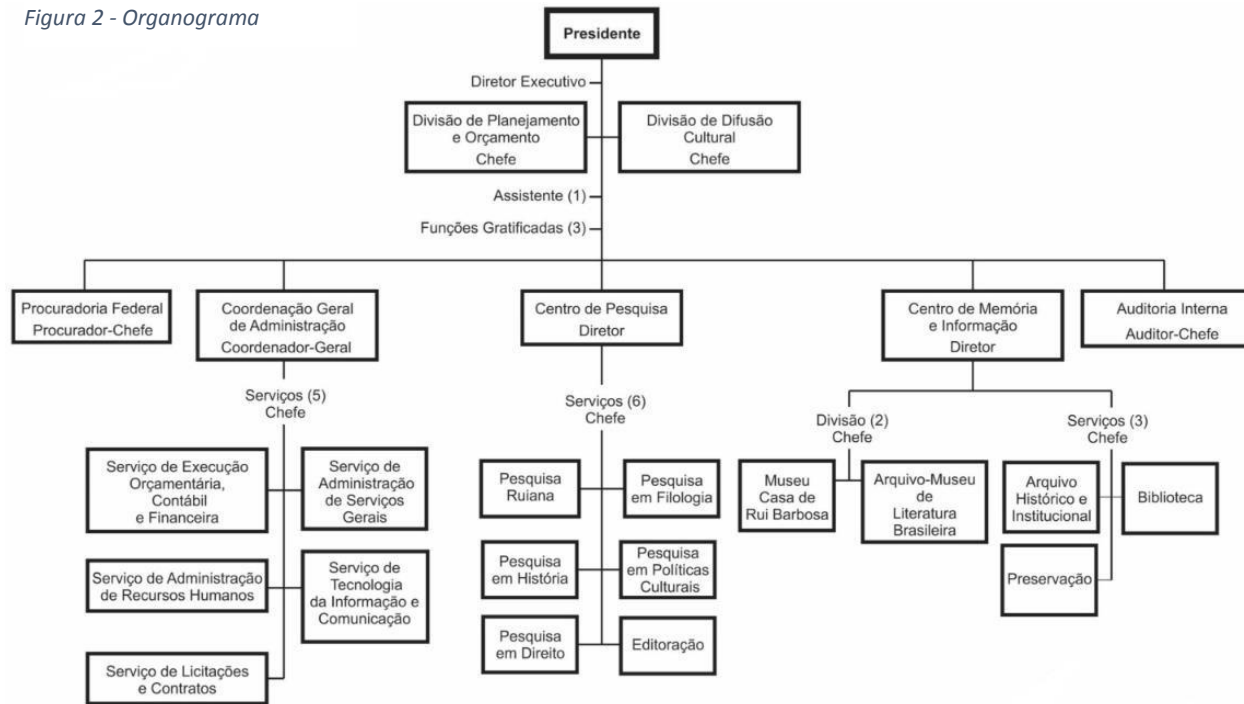 Figura 2 - Organograma
Presidente
Diretor Executivo
Divisão de Planejamento
e Orçamento
Chefe
Divisão de Difusão
Cultural
Chefe
Assistente (1)
Funções Gratificadas (3)
Procuradoria Federal
Procurador-Chefe
Coordenação Geral
de Administração
Coordenador-Geral
Centro de Pesquisa
Diretor
Centro de Memória
e Informação
Diretor
Auditoria Interna
Auditor-Chefe
Serviços (5)
Chefe
Serviço de Execução
Orçamentária,
Contábil
e Financeira
Serviço de
Administração
de Serviços
Gerais
Serviço de Administração
de Recursos Humanos
Serviço de
Tecnologia
da Informação e
Comunicação
Serviço de Licitações
e Contratos
Serviços (6)
Chefe
Pesquisa
Ruiana
Pesquisa
em Filologia
Pesquisa
em História
Pesquisa
em Políticas
Culturais
Pesquisa
em Direito
Editoração
Divisão (2)
Chefe
Museu
Casa de
Rui Barbosa
Arquivo-Museu
de
Literatura
Brasileira
Serviços (3)
Chefe
Arquivo
Histórico e
Institucional
Biblioteca
Preservação